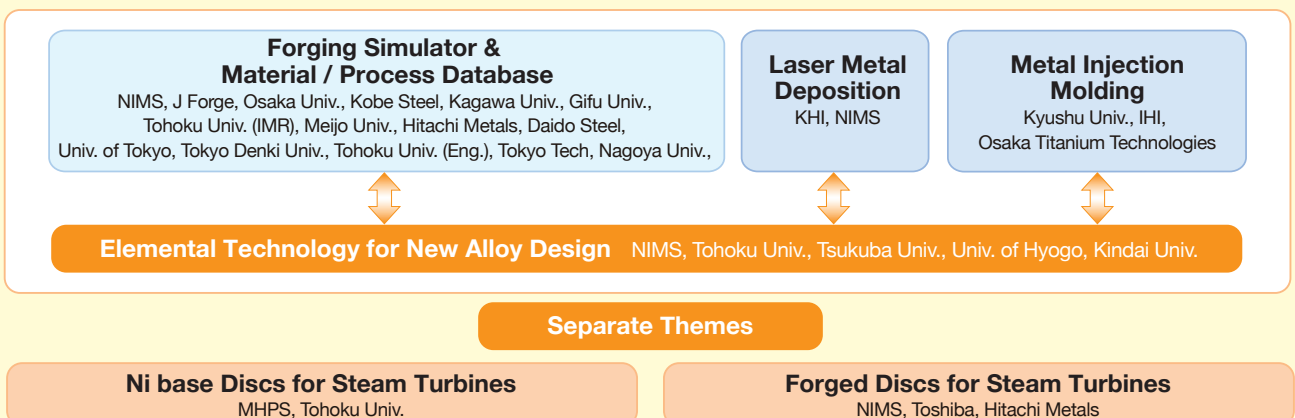 Forging Simulator &
Material / Process Database
NIMS, J Forge, Osaka Univ., Kobe Steel, Kagawa Univ., Gifu Univ.,
Tohoku Univ. (IMR), Meijo Univ., Hitachi Metals, Daido Steel,
Univ. of Tokyo, Tokyo Denki Univ., Tohoku Univ. (Eng.), Tokyo Tech, Nagoya Univ.,
Laser Metal
Deposition
KHI, NIMS
Metal Injection
Molding
Kyushu Univ., IHI,
Osaka Titanium Technologies
Elemental Technology for New Alloy Design NIMS, Tohoku Univ., Tsukuba Univ., Univ. of Hyogo, Kindai Univ.
Separate Themes
Ni base Discs for Steam Turbines
MHPS, Tohoku Univ.
Forged Discs for Steam Turbines
NIMS, Toshiba, Hitachi Metals